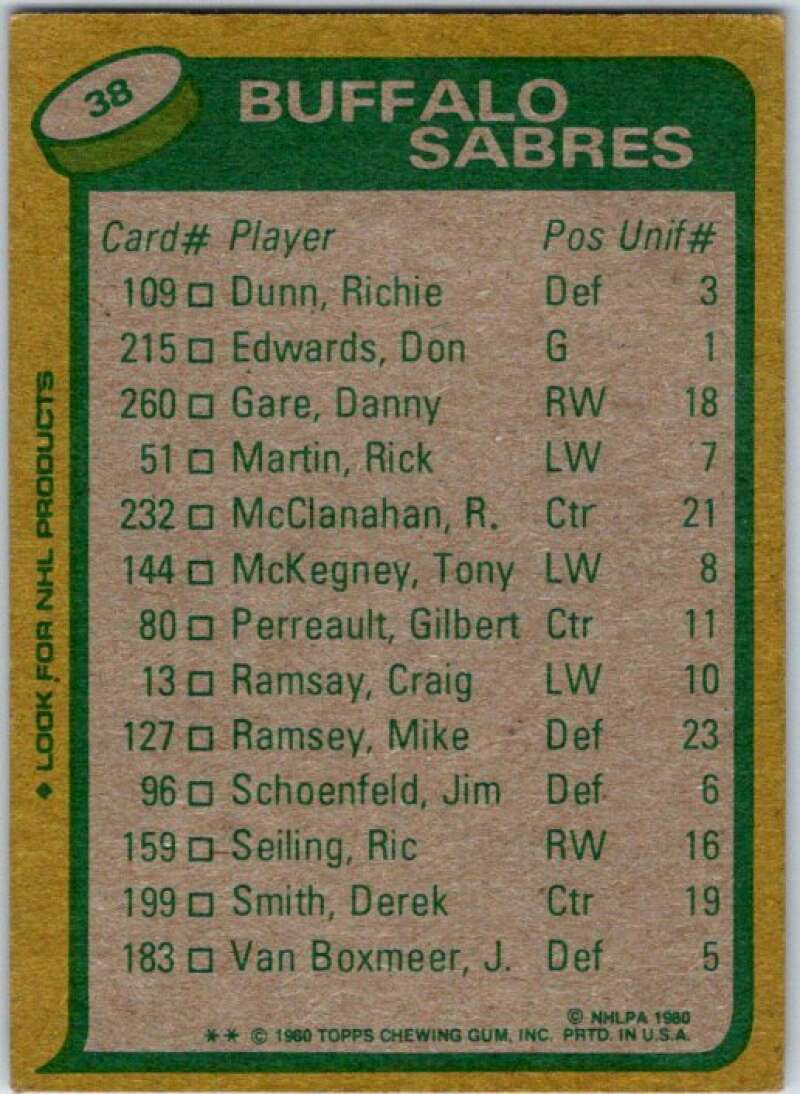 38
BUFFALO
SABRES
Card# Player Pos Unif#
109 □ Dunn, Richie Def 3
215 □ Edwards, Don G 1
260 □ Gare, Danny RW 18
51 □ Martin, Rick LW 7
232 □ McClanahan, R. Ctr 21
144 □ McKegney, Tony LW 8
80 □ Perreault, Gilbert Ctr 11
13 □ Ramsay, Craig LW 10
127 □ Ramsey, Mike Def 23
96 □ Schoenfeld, Jim Def 6
159 □ Seiling, Ric RW 16
199 □ Smith, Derek Ctr 19
183 □ Van Boxmeer, J. Def 5
© NHLPA 1980
** © 1980 TOPPS CHEWING GUM, INC. PRTD. IN U.S.A.
◆ LOOK FOR NHL PRODUCTS